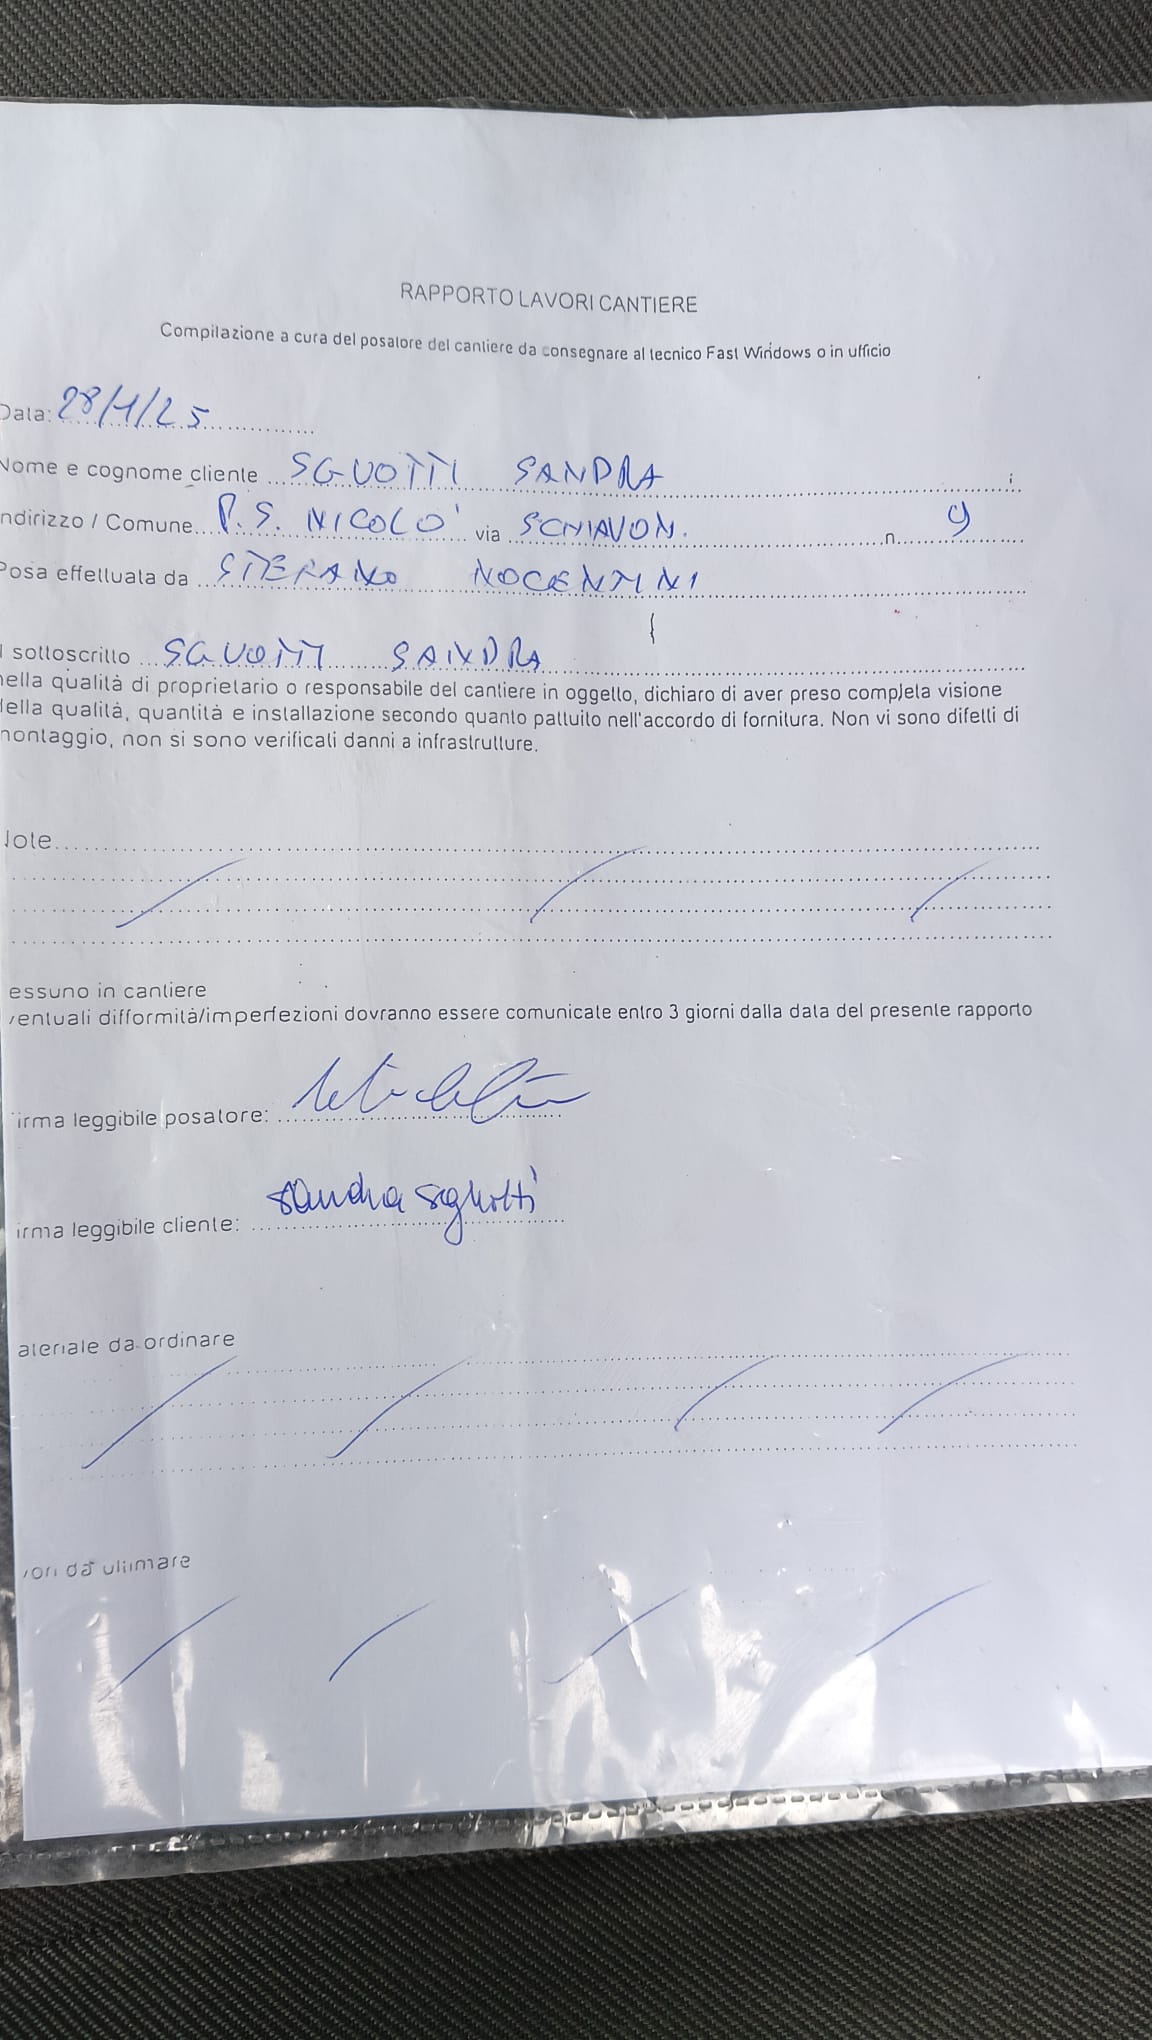 RAPPORTO LAVORI CANTIERE
Compilazione a cura del posatore del cantiere da consegnare al tecnico Fast Windows o in ufficio
Data: 28/1/25
Nome e cognome cliente SGUOTTI SANDRA
ndirizzo / Comune P.S. NICOLO' via SCHIAVON. n. 9
Posa effettuata da STEFANO NOCENTINI
l sottoscritto SGUOTTI SANDRA
nella qualità di proprietario o responsabile del cantiere in oggetto, dichiaro di aver preso completa visione
della qualità, quantità e installazione secondo quanto pattuito nell'accordo di fornitura. Non vi sono difetti di
montaggio, non si sono verificati danni a infrastrutture.
Note
essuno in cantiere
ventuali difformità/imperfezioni dovranno essere comunicate entro 3 giorni dalla data del presente rapporto
irma leggibile posatore:
irma leggibile cliente: Sandra Sguotti
ateriale da ordinare
vori da ultimare